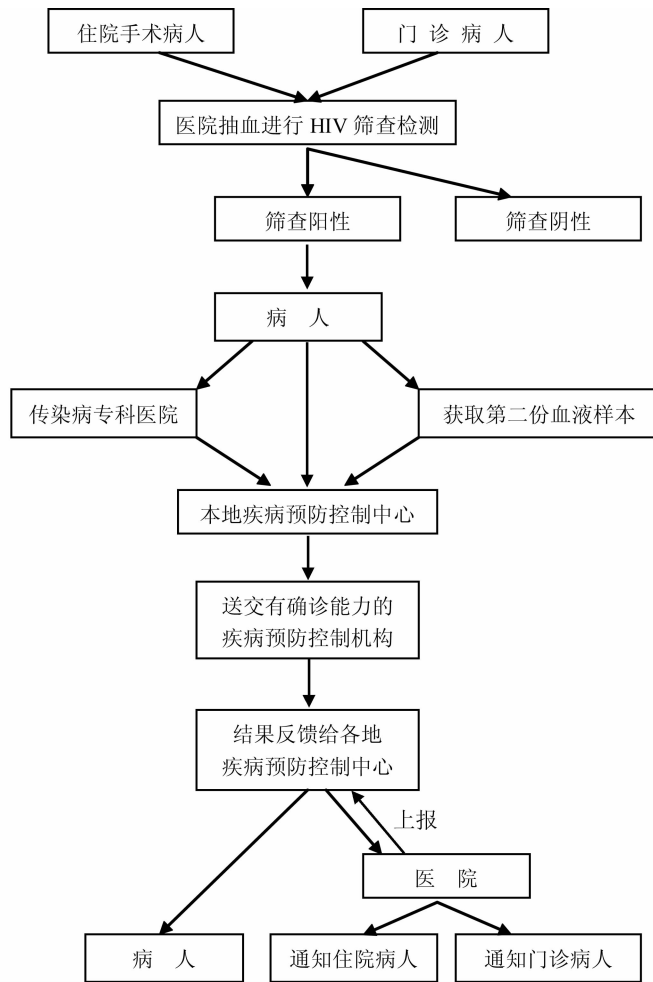 住院手术病人
门 诊 病 人
医院抽血进行 HIV 筛查检测
筛查阳性
筛查阴性
病 人
传染病专科医院
获取第二份血液样本
本地疾病预防控制中心
送交有确诊能力的
疾病预防控制机构
结果反馈给各地
疾病预防控制中心
上报
医 院
病 人
通知住院病人
通知门诊病人